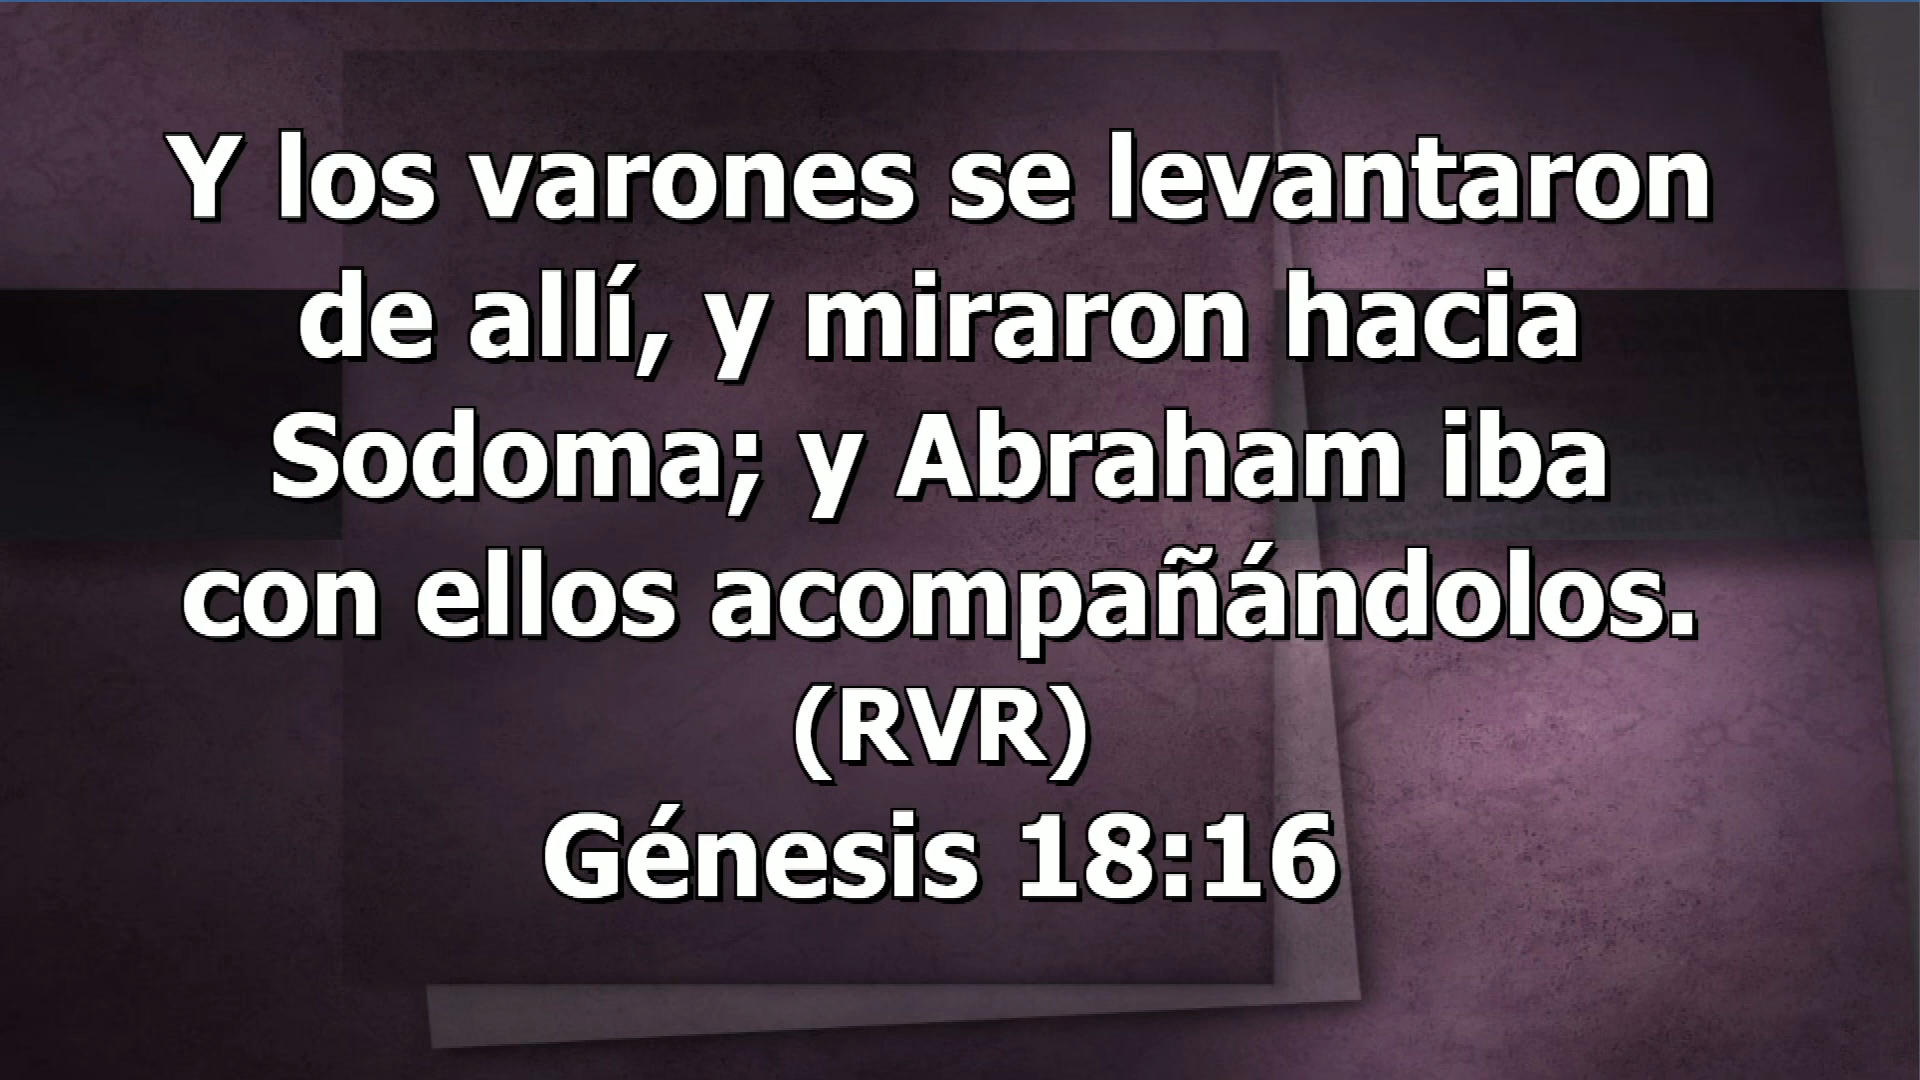 Y los varones se levantaron
de allí, y miraron hacia
Sodoma; y Abraham iba
con ellos acompañándolos.
(RVR)
Génesis 18:16